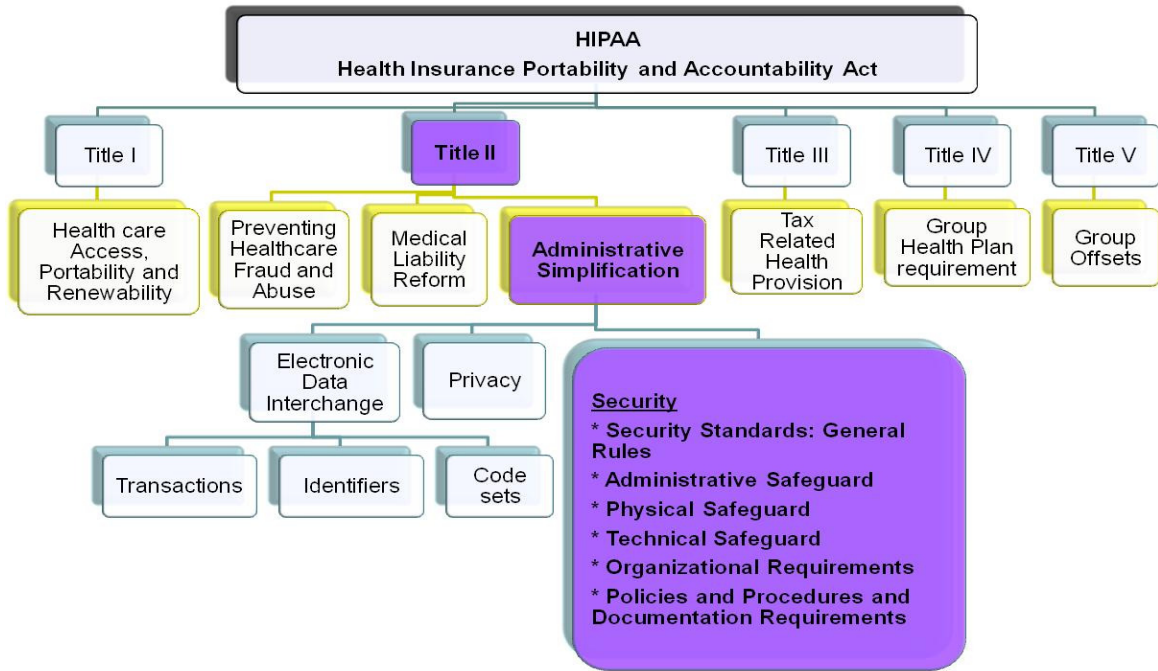 HIPAA
Health Insurance Portability and Accountability Act
Title I
Title II
Title III
Title IV
Title V
Health care
Access,
Portability and
Renewability
Preventing
Healthcare
Fraud and
Abuse
Medical
Liability
Reform
Administrative
Simplification
Tax
Related
Health
Provision
Group
Health Plan
requirement
Group
Offsets
Electronic
Data
Interchange
Privacy
Security
* Security Standards: General
Rules
* Administrative Safeguard
* Physical Safeguard
* Technical Safeguard
* Organizational Requirements
* Policies and Procedures and
Documentation Requirements
Transactions
Identifiers
Code
sets